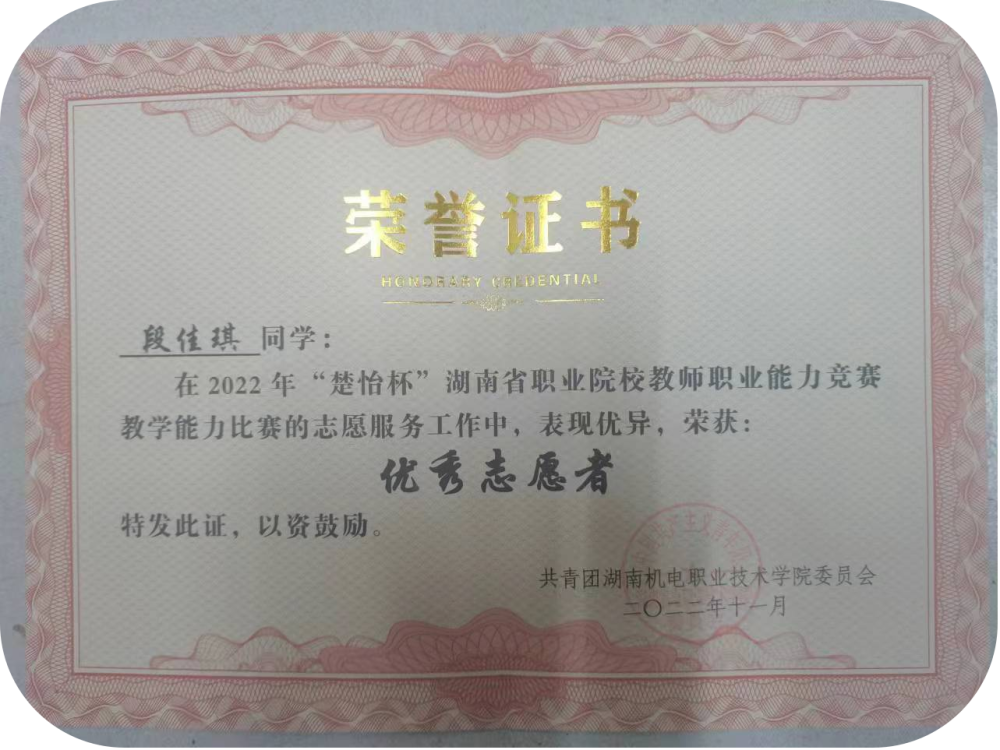 荣誉证书
HONORARY CREDENTIAL
段佳琪 同学：
在2022年“楚怡杯”湖南省职业院校教师职业能力竞赛
教学能力比赛的志愿服务工作中，表现优异，荣获：
优秀志愿者
特发此证，以资鼓励。
共青团湖南机电职业技术学院委员会
二〇二二年十一月